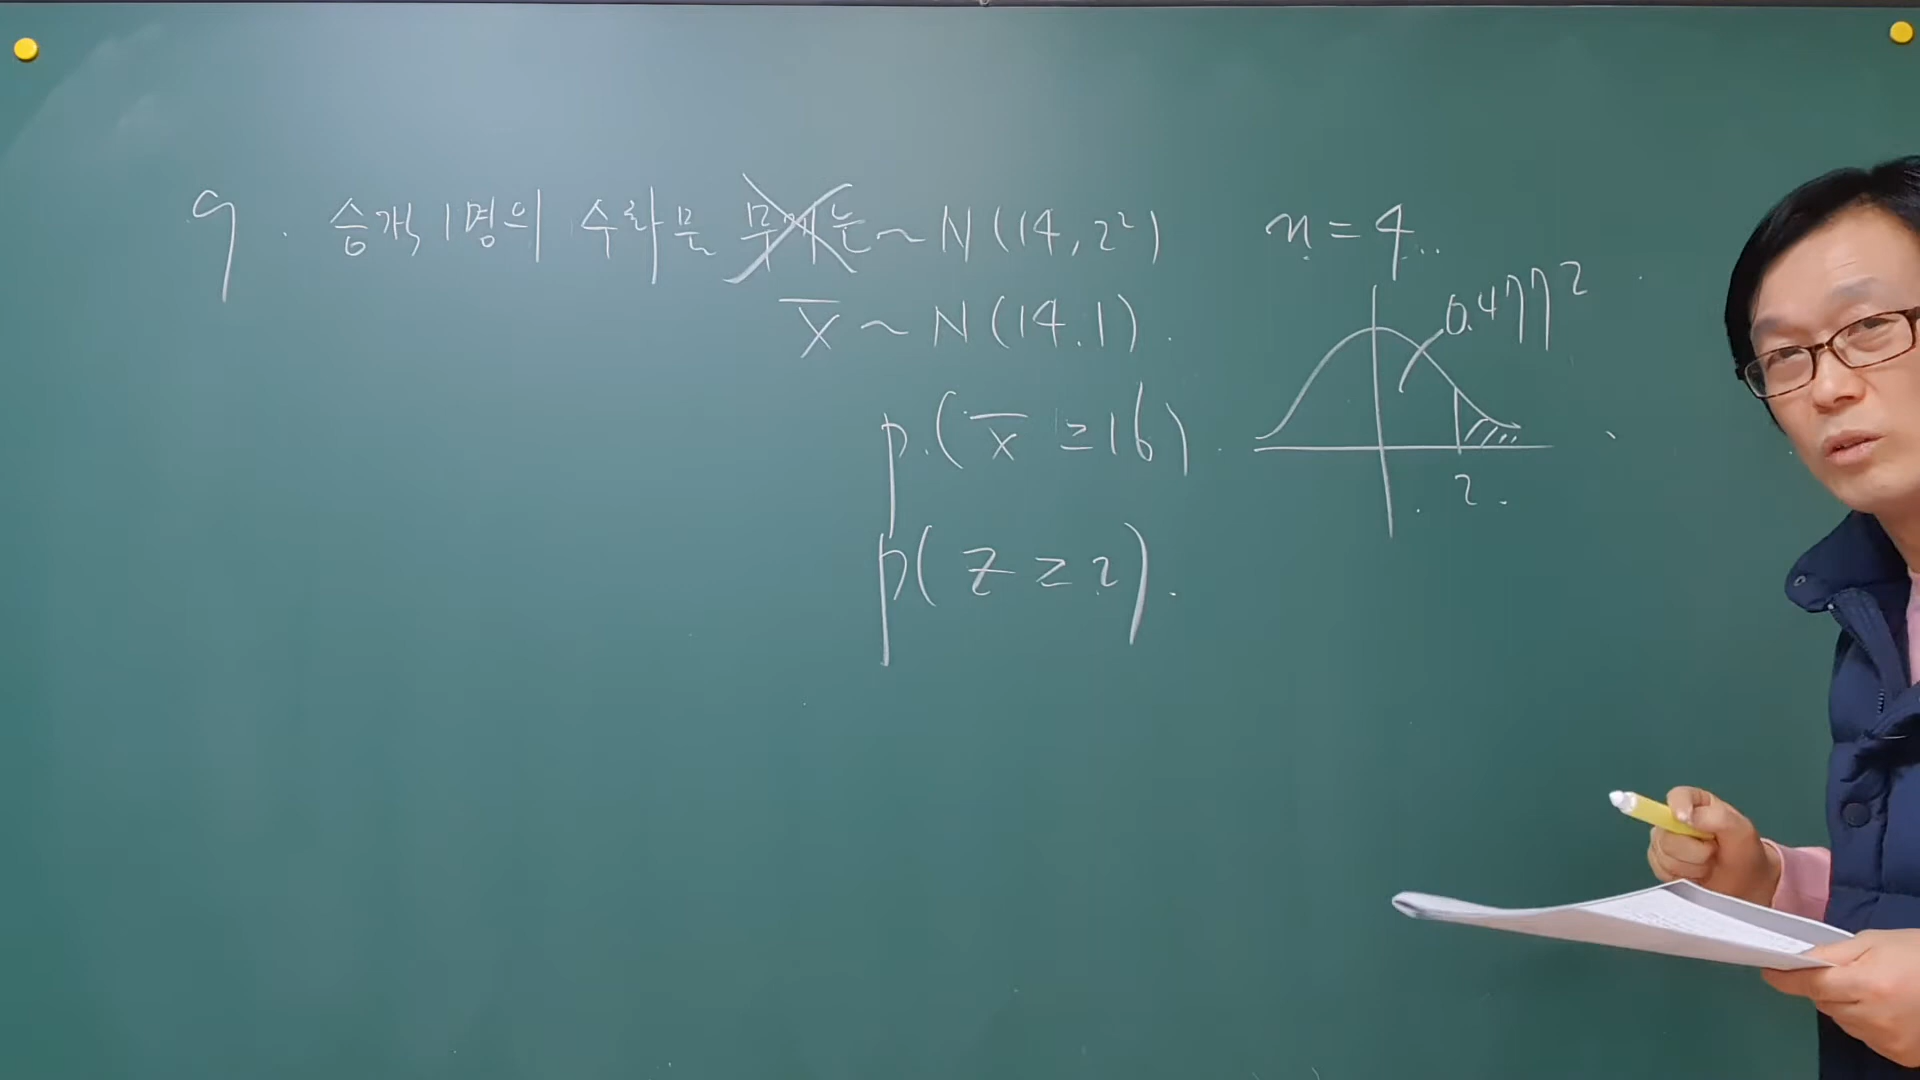 9. 승객 1명의 수하물 무게는 ~ N(14, 2²) n = 4
X̄ ~ N(14.1)
0.4772
p(x̄ ≥ 16)
2
p(Z ≥ 2)